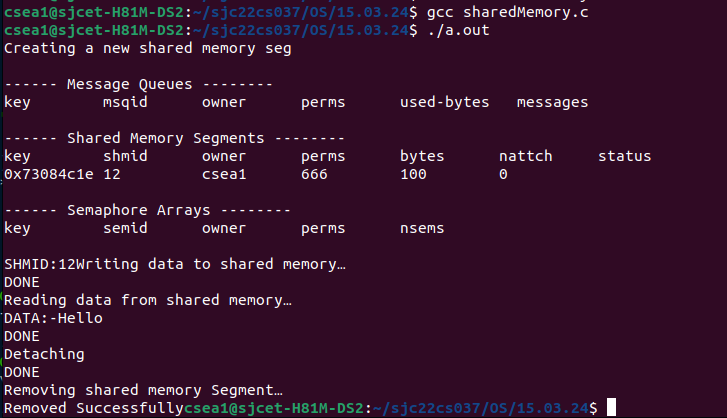 csea1@sjcet-H81M-DS2:~/sjc22cs037/OS/15.03.24$ gcc sharedMemory.c
csea1@sjcet-H81M-DS2:~/sjc22cs037/OS/15.03.24$ ./a.out
Creating a new shared memory seg
------ Message Queues --------
key        msqid      owner      perms      used-bytes   messages
------ Shared Memory Segments --------
key        shmid      owner      perms      bytes      nattch     status
0x73084c1e 12         csea1      666        100        0
------ Semaphore Arrays --------
key        semid      owner      perms      nsems
SHMID:12Writing data to shared memory…
DONE
Reading data from shared memory…
DATA:-Hello
DONE
Detaching
DONE
Removing shared memory Segment…
Removed Successfullycsea1@sjcet-H81M-DS2:~/sjc22cs037/OS/15.03.24$